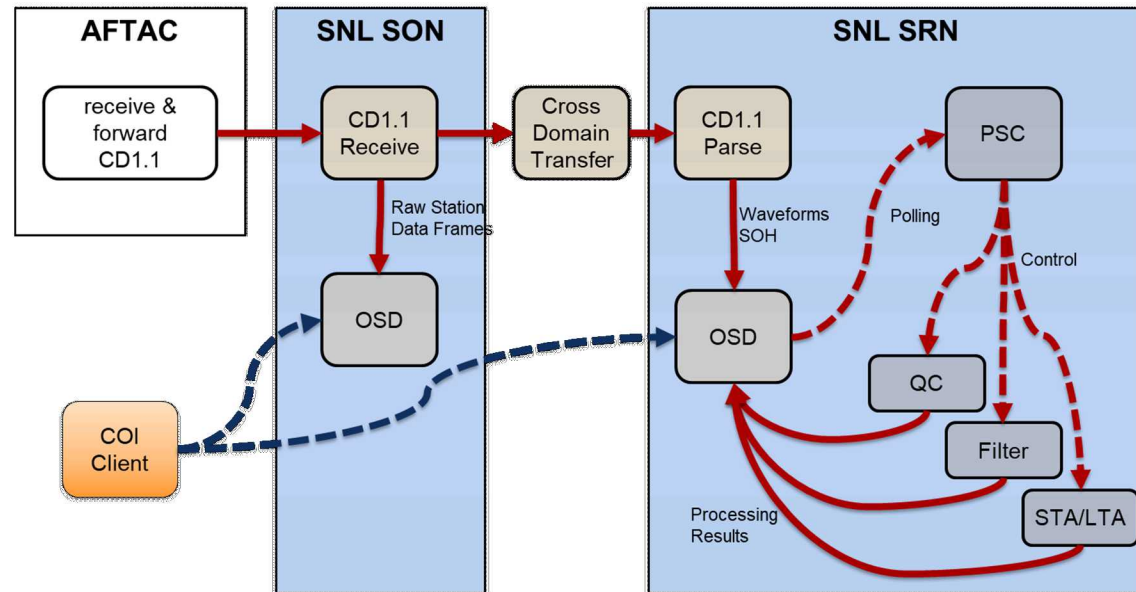 AFTAC
SNL SON
SNL SRN
receive &
forward
CD1.1
CD1.1
Receive
Cross
Domain
Transfer
CD1.1
Parse
PSC
Raw Station
Data Frames
Waveforms
SOH
Polling
Control
OSD
OSD
QC
COI
Client
Filter
STA/LTA
Processing
Results